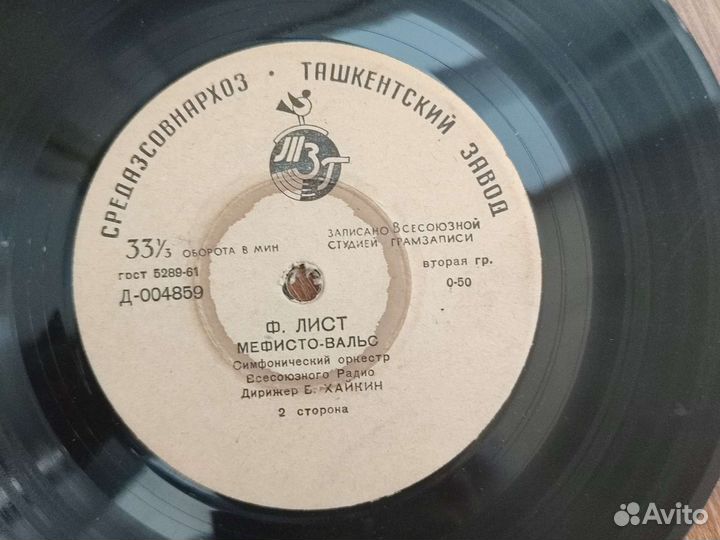 СРЕДАЗСОВНАРХОЗ • ТАШКЕНТСКИЙ ЗАВОД
ТЗГ
33⅓ ОБОРОТА В МИН
ГОСТ 5289-61
Д-004859
ЗАПИСАНО ВСЕСОЮЗНОЙ
СТУДИЕЙ ГРАМЗАПИСИ
вторая гр.
0-50
Ф. ЛИСТ
МЕФИСТО-ВАЛЬС
Симфонический оркестр
Всесоюзного Радио
Дирижер Б. ХАЙКИН
2 сторона
Avito